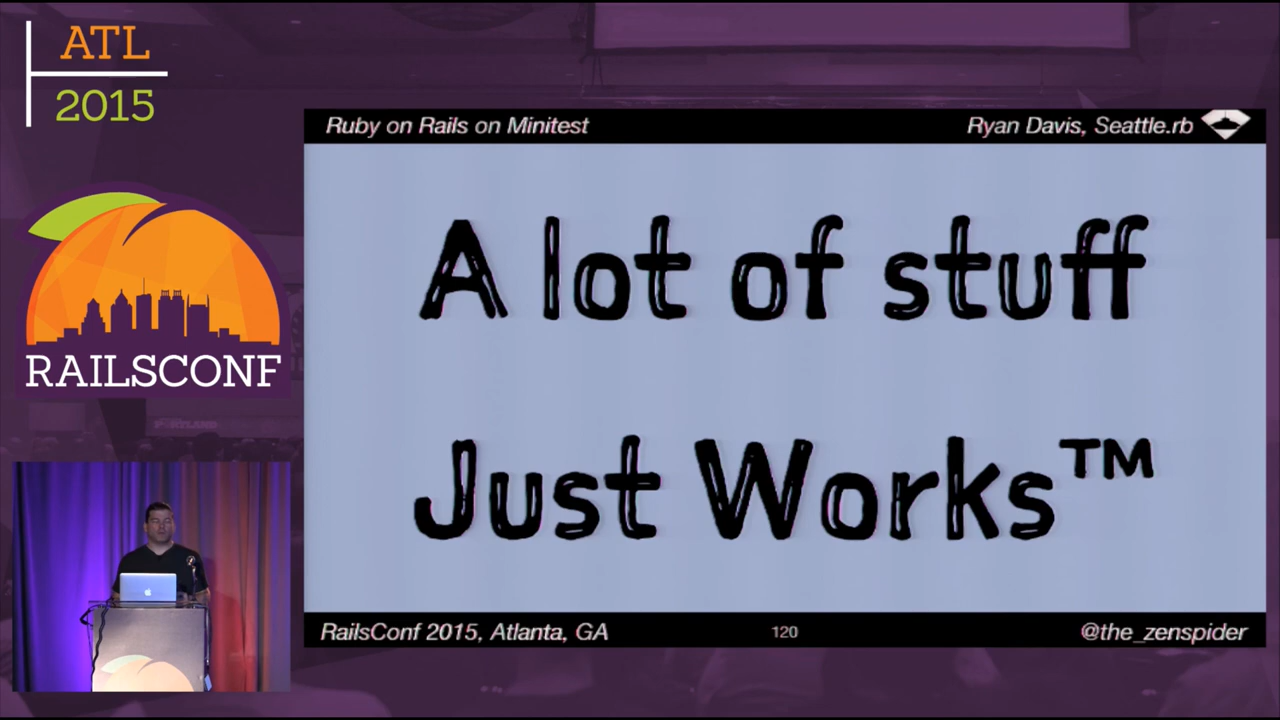 ATL
2015
RAILSCONF
Ruby on Rails on Minitest
Ryan Davis, Seattle.rb
A lot of stuff
Just Works™
RailsConf 2015, Atlanta, GA
120
@the_zenspider
PORTLAND